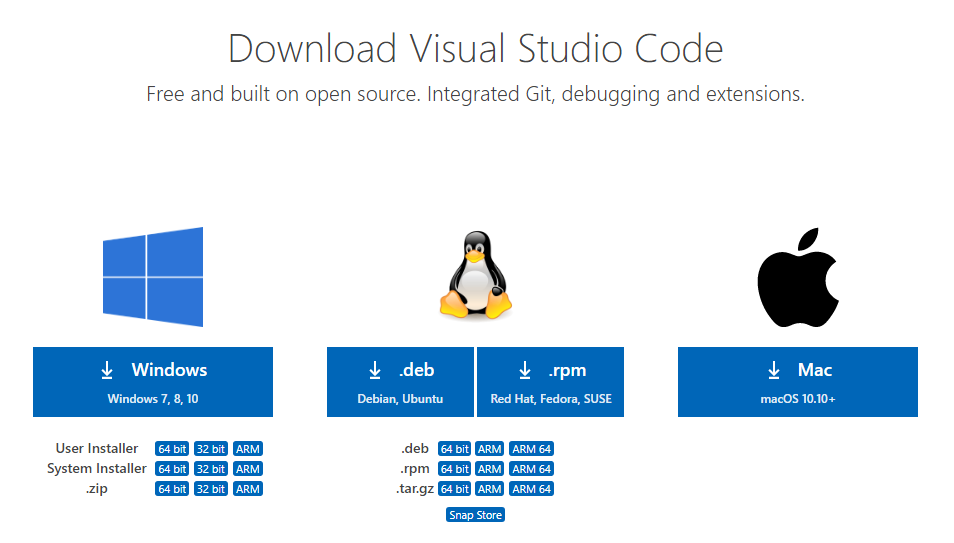 Download Visual Studio Code
Free and built on open source. Integrated Git, debugging and extensions.
Windows
Windows 7, 8, 10
User Installer 64 bit 32 bit ARM
System Installer 64 bit 32 bit ARM
.zip 64 bit 32 bit ARM
.deb
Debian, Ubuntu
.rpm
Red Hat, Fedora, SUSE
.deb 64 bit ARM ARM 64
.rpm 64 bit ARM ARM 64
.tar.gz 64 bit ARM ARM 64
Snap Store
Mac
macOS 10.10+